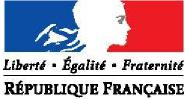 Liberté • Égalité • Fraternité
RÉPUBLIQUE FRANÇAISE